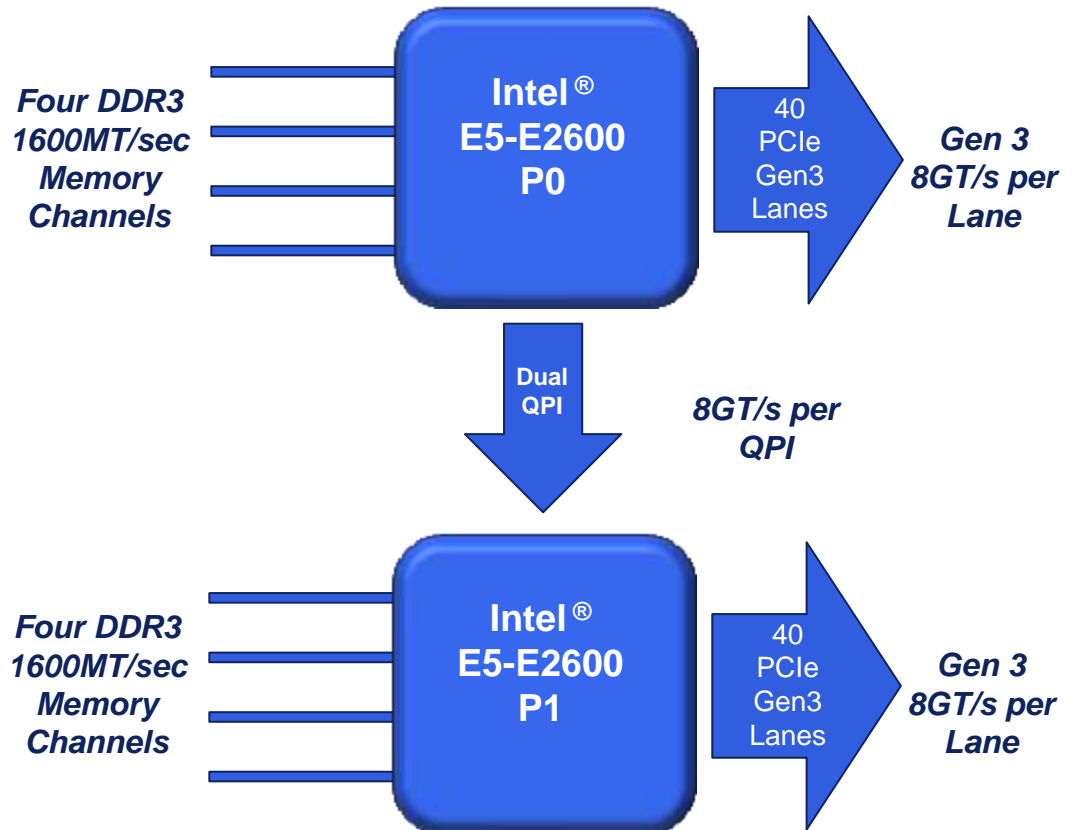 Four DDR3
1600MT/sec
Memory
Channels
Intel ®
E5-E2600
P0
40
PCIe
Gen3
Lanes
Gen 3
8GT/s per
Lane
Dual
QPI
8GT/s per
QPI
Four DDR3
1600MT/sec
Memory
Channels
Intel ®
E5-E2600
P1
40
PCIe
Gen3
Lanes
Gen 3
8GT/s per
Lane